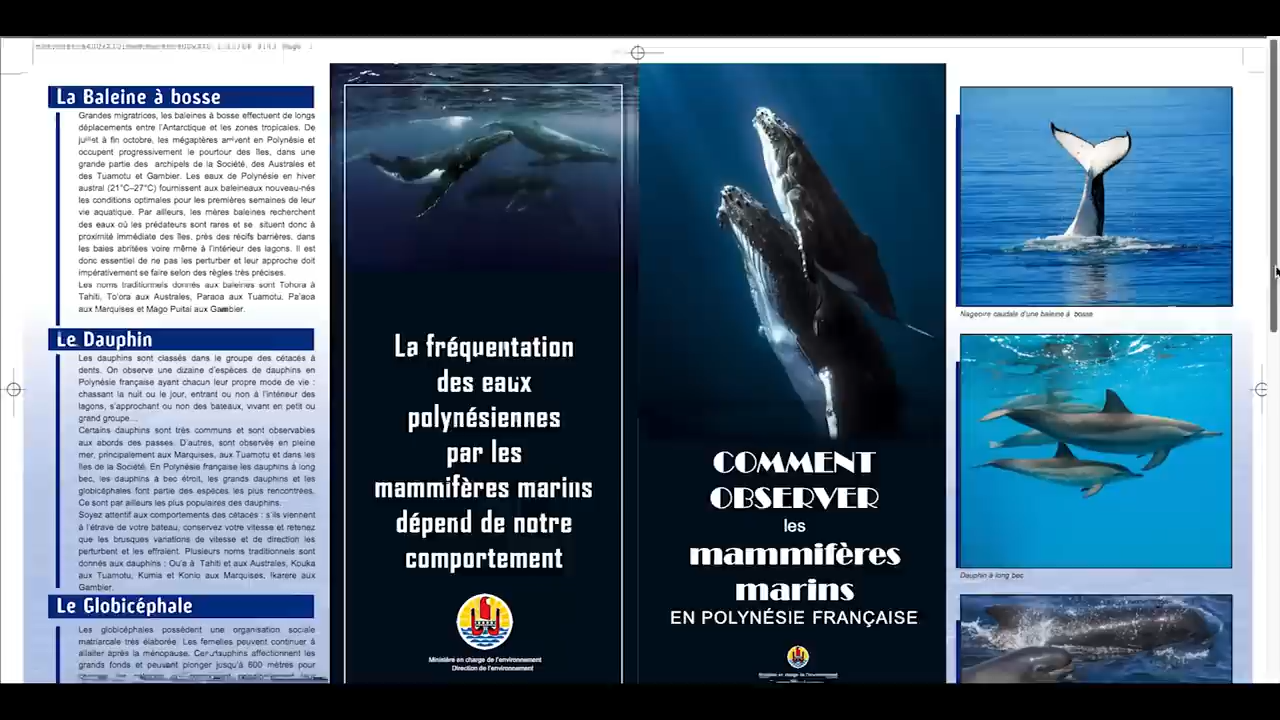 La Baleine à bosse
Grandes migratrices, les baleines à bosse effectuent de longs
déplacements entre l'Antarctique et les zones tropicales. De
juillet à fin octobre, les mégaptères arrivent en Polynésie et
occupent progressivement le pourtour des îles, dans une
grande partie des archipels de la Société, des Australes et
des Tuamotu et Gambier. Les eaux de Polynésie en hiver
austral (21°C–27°C) fournissent aux baleineaux nouveau-nés
les conditions optimales pour les premières semaines de leur
vie aquatique. Par ailleurs, les mères baleines recherchent
des eaux où les prédateurs sont rares et se situent donc à
proximité immédiate des îles, près des récifs barrières, dans
les baies abritées voire même à l'intérieur des lagons. Il est
donc essentiel de ne pas les perturber et leur approche doit
impérativement se faire selon des règles très précises.
Les noms traditionnels donnés aux baleines sont Tohora à
Tahiti, To'ora aux Australes, Paraoa aux Tuamotu, Pa'aoa
aux Marquises et Mago Puitai aux Gambier.
Le Dauphin
Les dauphins sont classés dans le groupe des cétacés à
dents. On observe une dizaine d'espèces de dauphins en
Polynésie française ayant chacun leur propre mode de vie :
chassant la nuit ou le jour, entrant ou non à l'intérieur des
lagons, s'approchant ou non des bateaux, vivant en petit ou
grand groupe...
Certains dauphins sont très communs et sont observables
aux abords des passes. D'autres, sont observés en pleine
mer, principalement aux Marquises, aux Tuamotu et dans les
îles de la Société. En Polynésie française les dauphins à long
bec, les dauphins à bec étroit, les grands dauphins et les
globicéphales font partie des espèces les plus rencontrées.
Ce sont par ailleurs les plus populaires des dauphins.
Soyez attentif aux comportements des cétacés : s'ils viennent
à l'étrave de votre bateau, conservez votre vitesse et retenez
que les brusques variations de vitesse et de direction les
perturbent et les effraient. Plusieurs noms traditionnels sont
donnés aux dauphins : Ou'a à Tahiti et aux Australes, Kouka
aux Tuamotu, Kumia et Konio aux Marquises, Ikarere aux
Gambier.
Le Globicéphale
Les globicéphales possèdent une organisation sociale
matriarcale très élaborée. Les femelles peuvent continuer à
allaiter après la ménopause. Ces dauphins affectionnent les
grands fonds et peuvent plonger jusqu'à 600 mètres pour
La fréquentation
des eaux
polynésiennes
par les
mammifères marins
dépend de notre
comportement
Ministère en charge de l'environnement
Direction de l'environnement
COMMENT
OBSERVER
les
mammifères
marins
EN POLYNÉSIE FRANÇAISE
Nageoire caudale d'une baleine à bosse
Dauphin à long bec